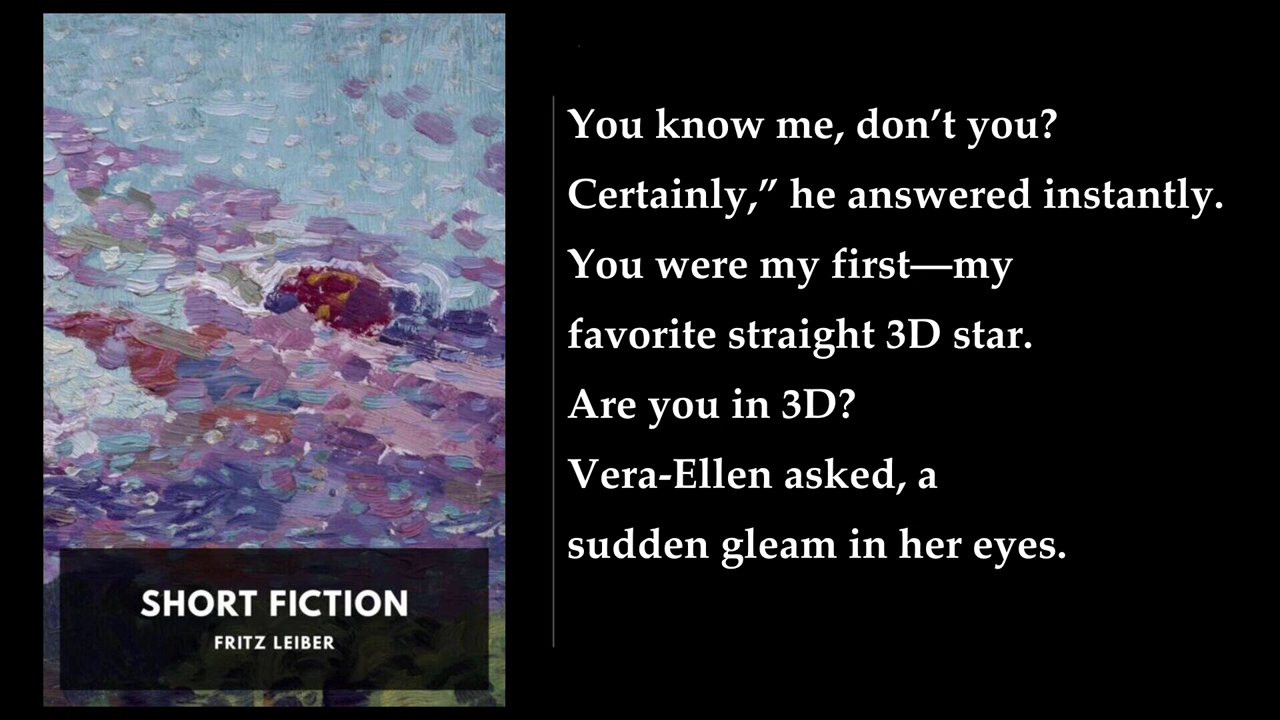 SHORT FICTION
FRITZ LEIBER
You know me, don’t you?
Certainly,” he answered instantly.
You were my first—my
favorite straight 3D star.
Are you in 3D?
Vera-Ellen asked, a
sudden gleam in her eyes.